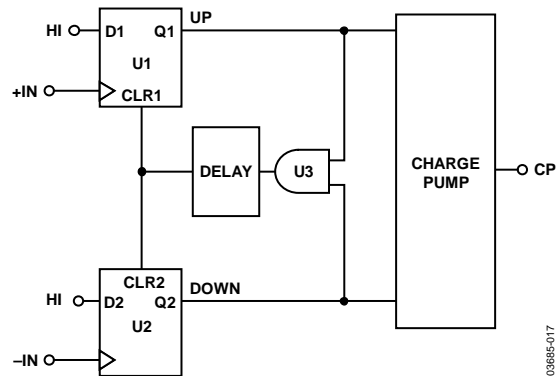 UP
HI
D1
Q1
U1
+IN
CLR1
DELAY
U3
CHARGE
PUMP
CP
CLR2
DOWN
HI
D2
Q2
U2
–IN
03685-017